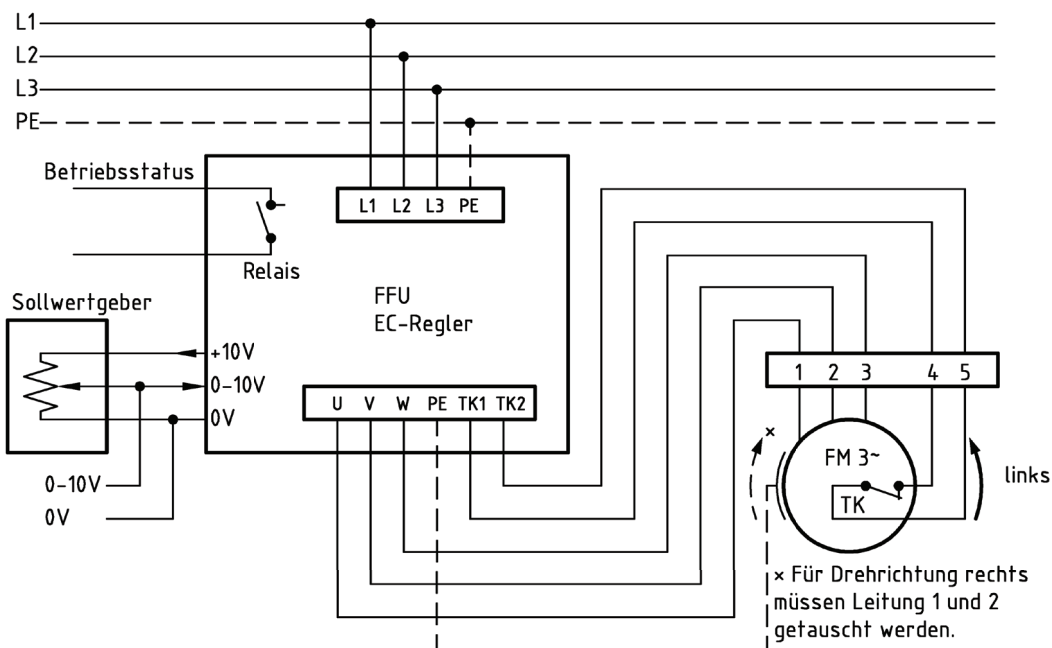 L1
L2
L3
PE
Betriebsstatus
L1 L2 L3 PE
Relais
Sollwertgeber
FFU
EC-Regler
+10V
0-10V
0V
U V W PE TK1 TK2
1 2 3 4 5
×
FM 3~
TK
links
0-10V
0V
× Für Drehrichtung rechts
müssen Leitung 1 und 2
getauscht werden.